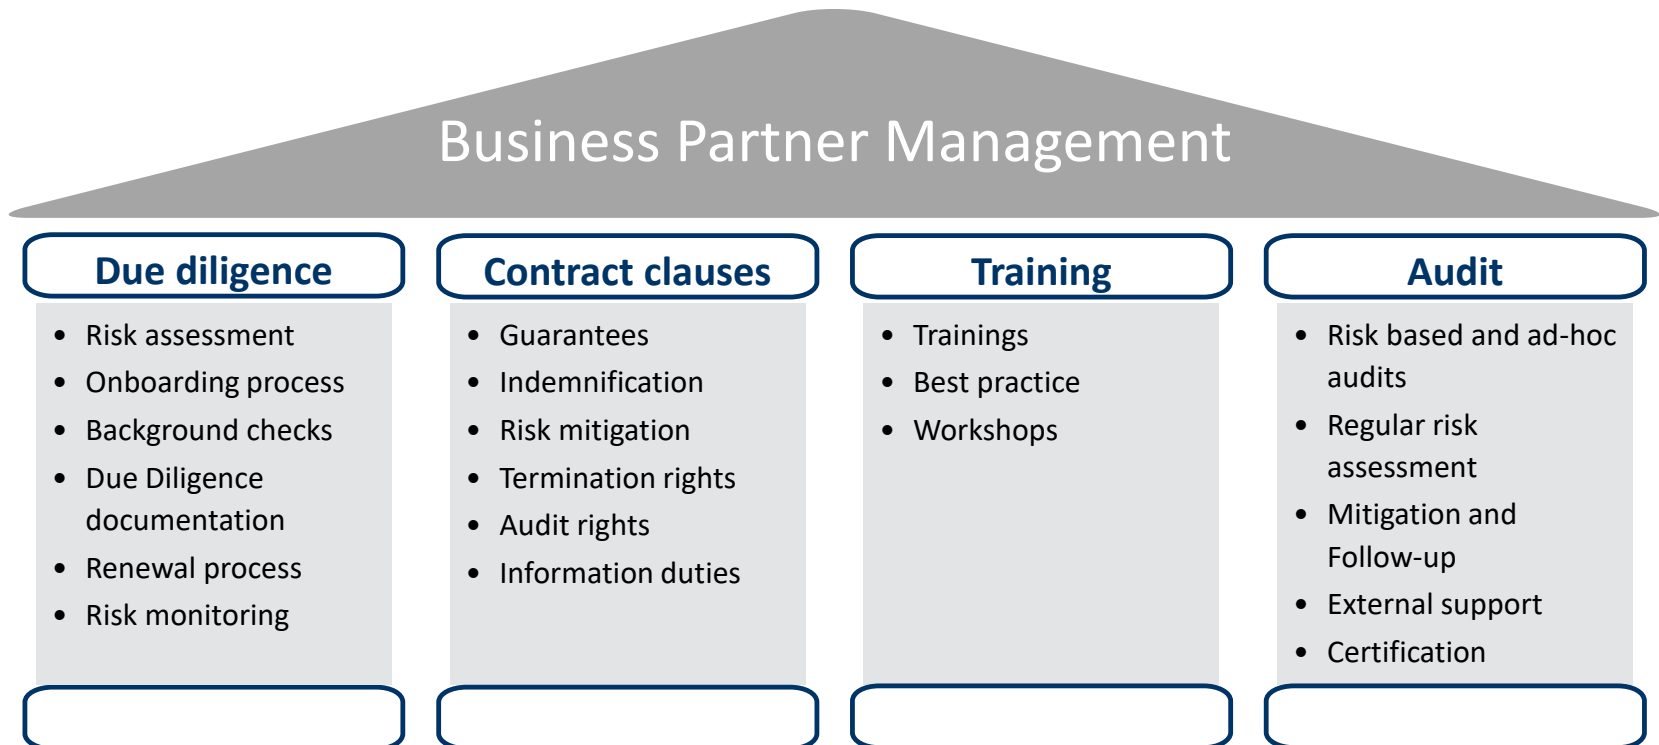 Business Partner Management
Due diligence
• Risk assessment
• Onboarding process
• Background checks
• Due Diligence
documentation
• Renewal process
• Risk monitoring
Contract clauses
• Guarantees
• Indemnification
• Risk mitigation
• Termination rights
• Audit rights
• Information duties
Training
• Trainings
• Best practice
• Workshops
Audit
• Risk based and ad-hoc
audits
• Regular risk
assessment
• Mitigation and
Follow-up
• External support
• Certification